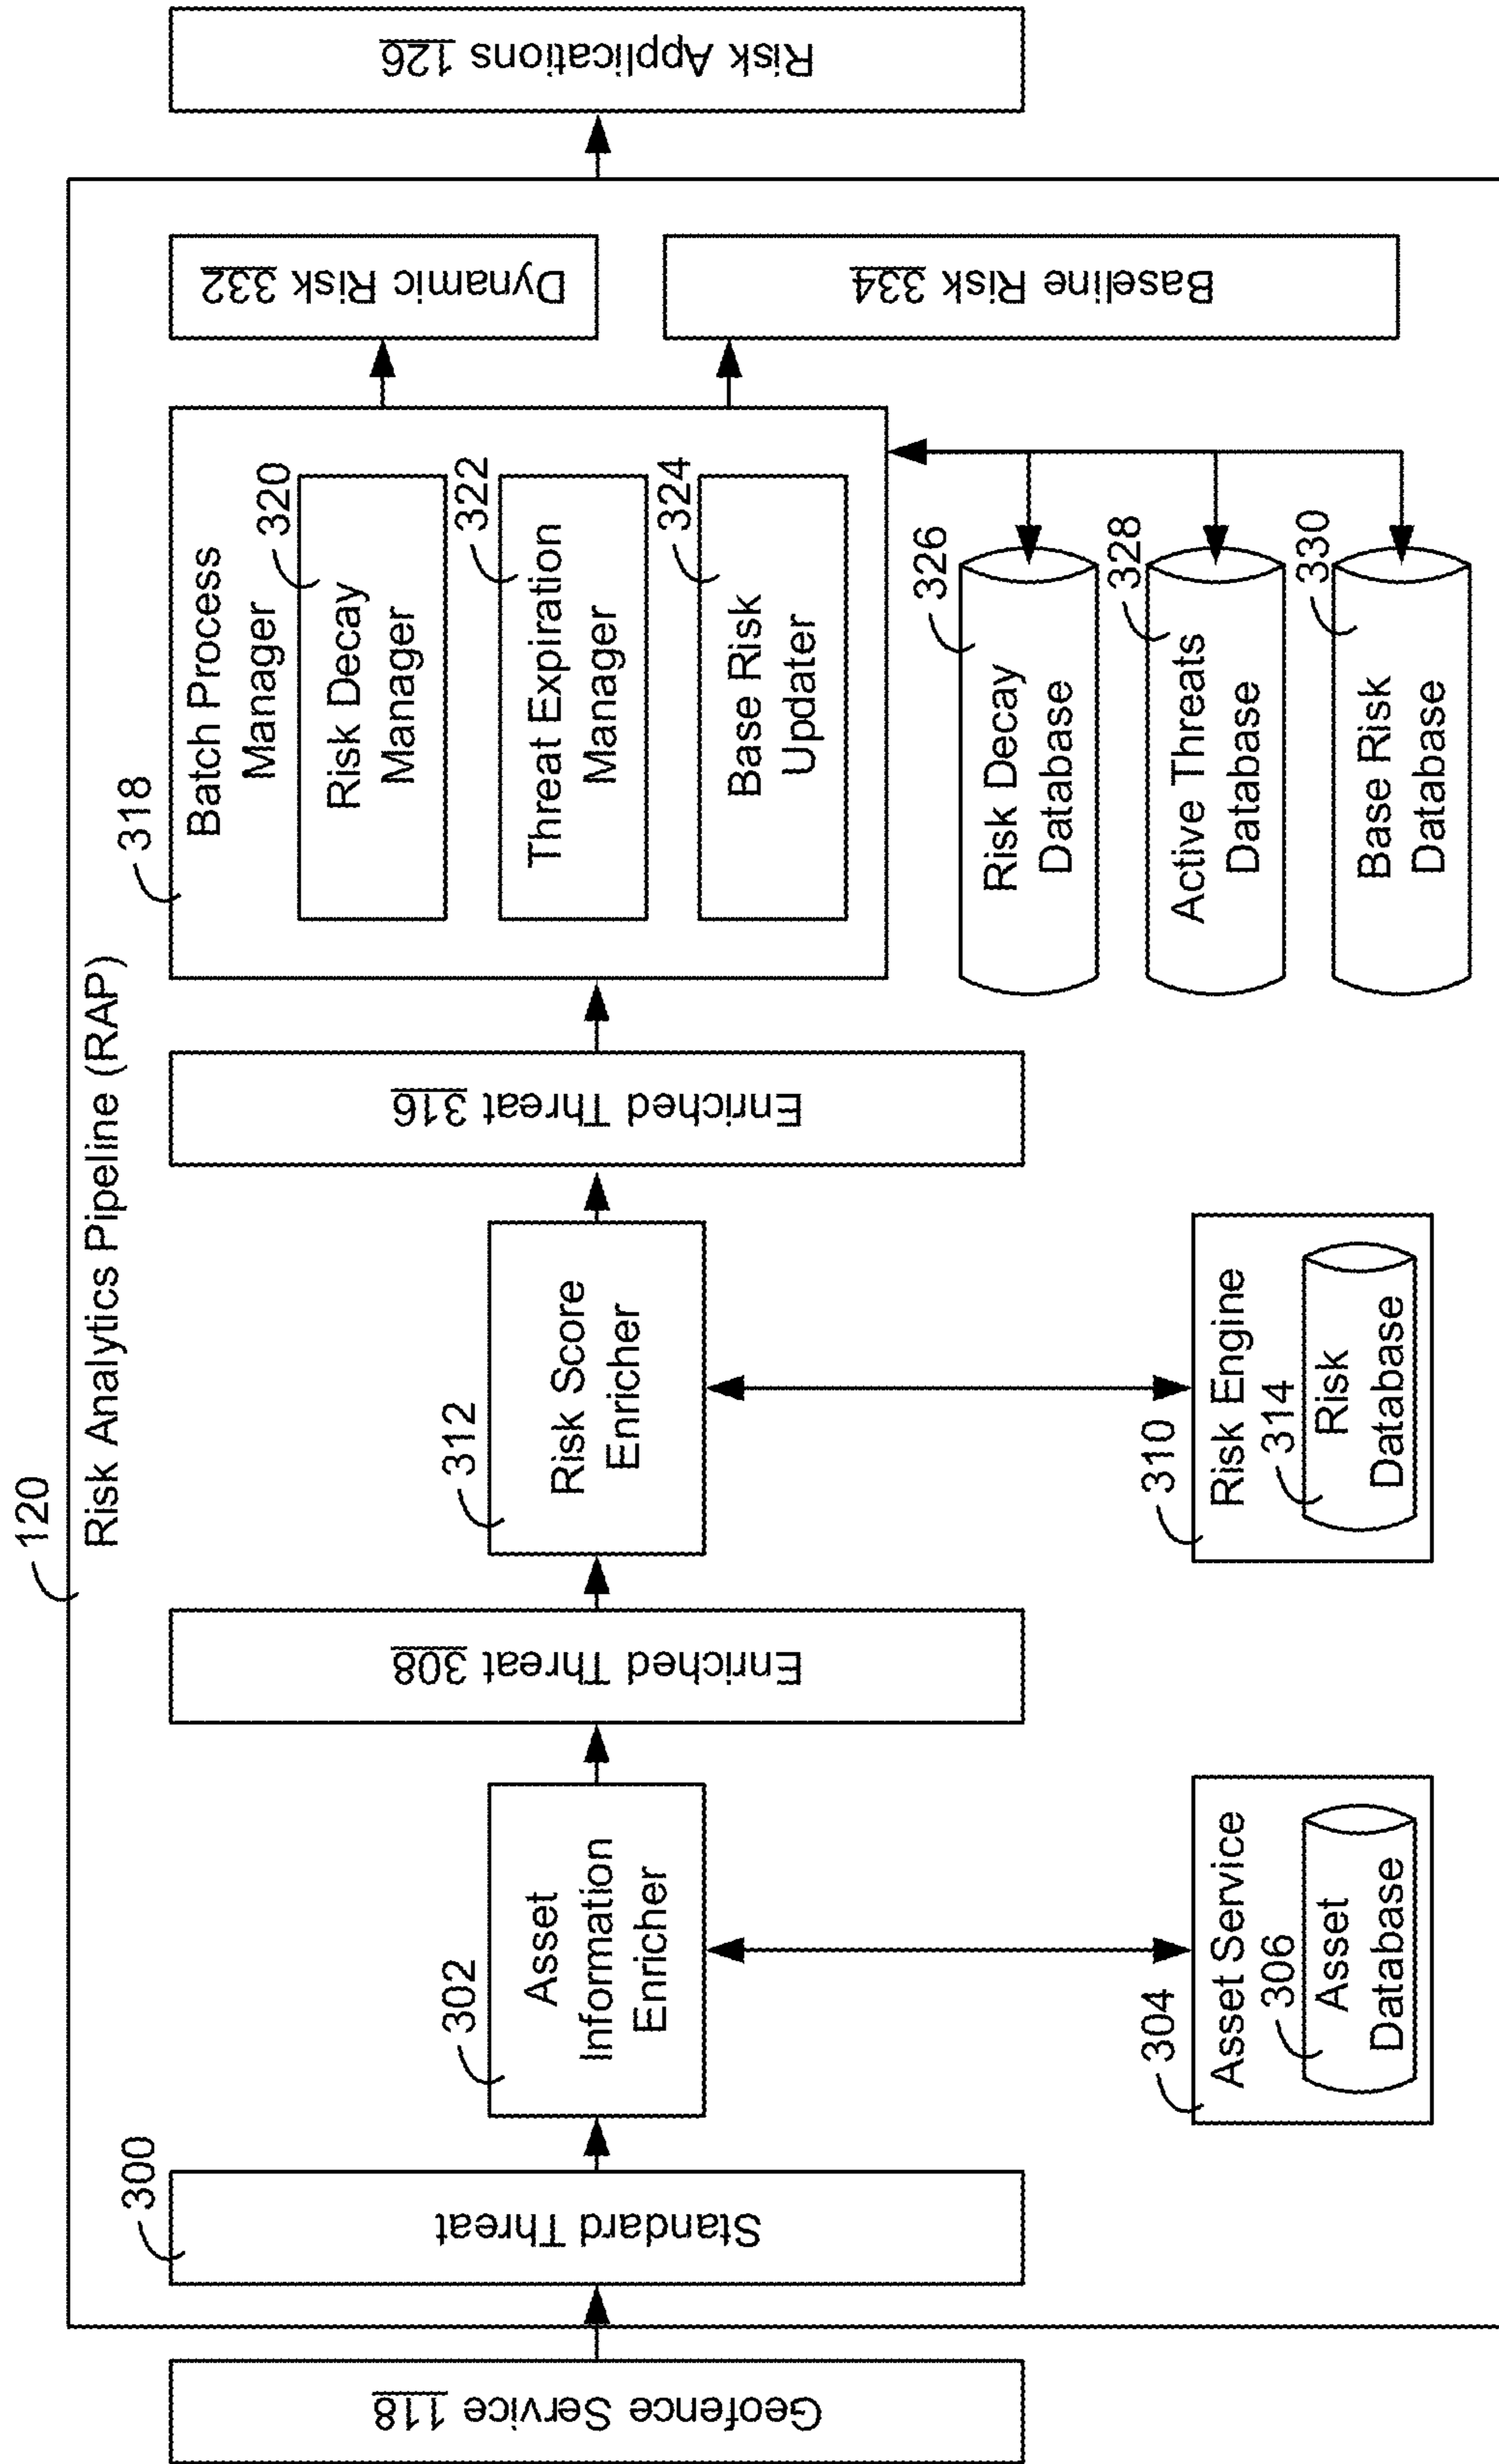 120
Risk Analytics Pipeline (RAP)
Geofence Service 118
300
Standard Threat
302
Asset
Information
Enricher
304
Asset Service
306
Asset
Database
Enriched Threat 308
312
Risk Score
Enricher
310
Risk Engine
314
Risk
Database
Enriched Threat 316
318
Batch Process
Manager
320
Risk Decay
Manager
322
Threat Expiration
Manager
324
Base Risk
Updater
326
Risk Decay
Database
328
Active Threats
Database
330
Base Risk
Database
Dynamic Risk 332
Baseline Risk 334
Risk Applications 126